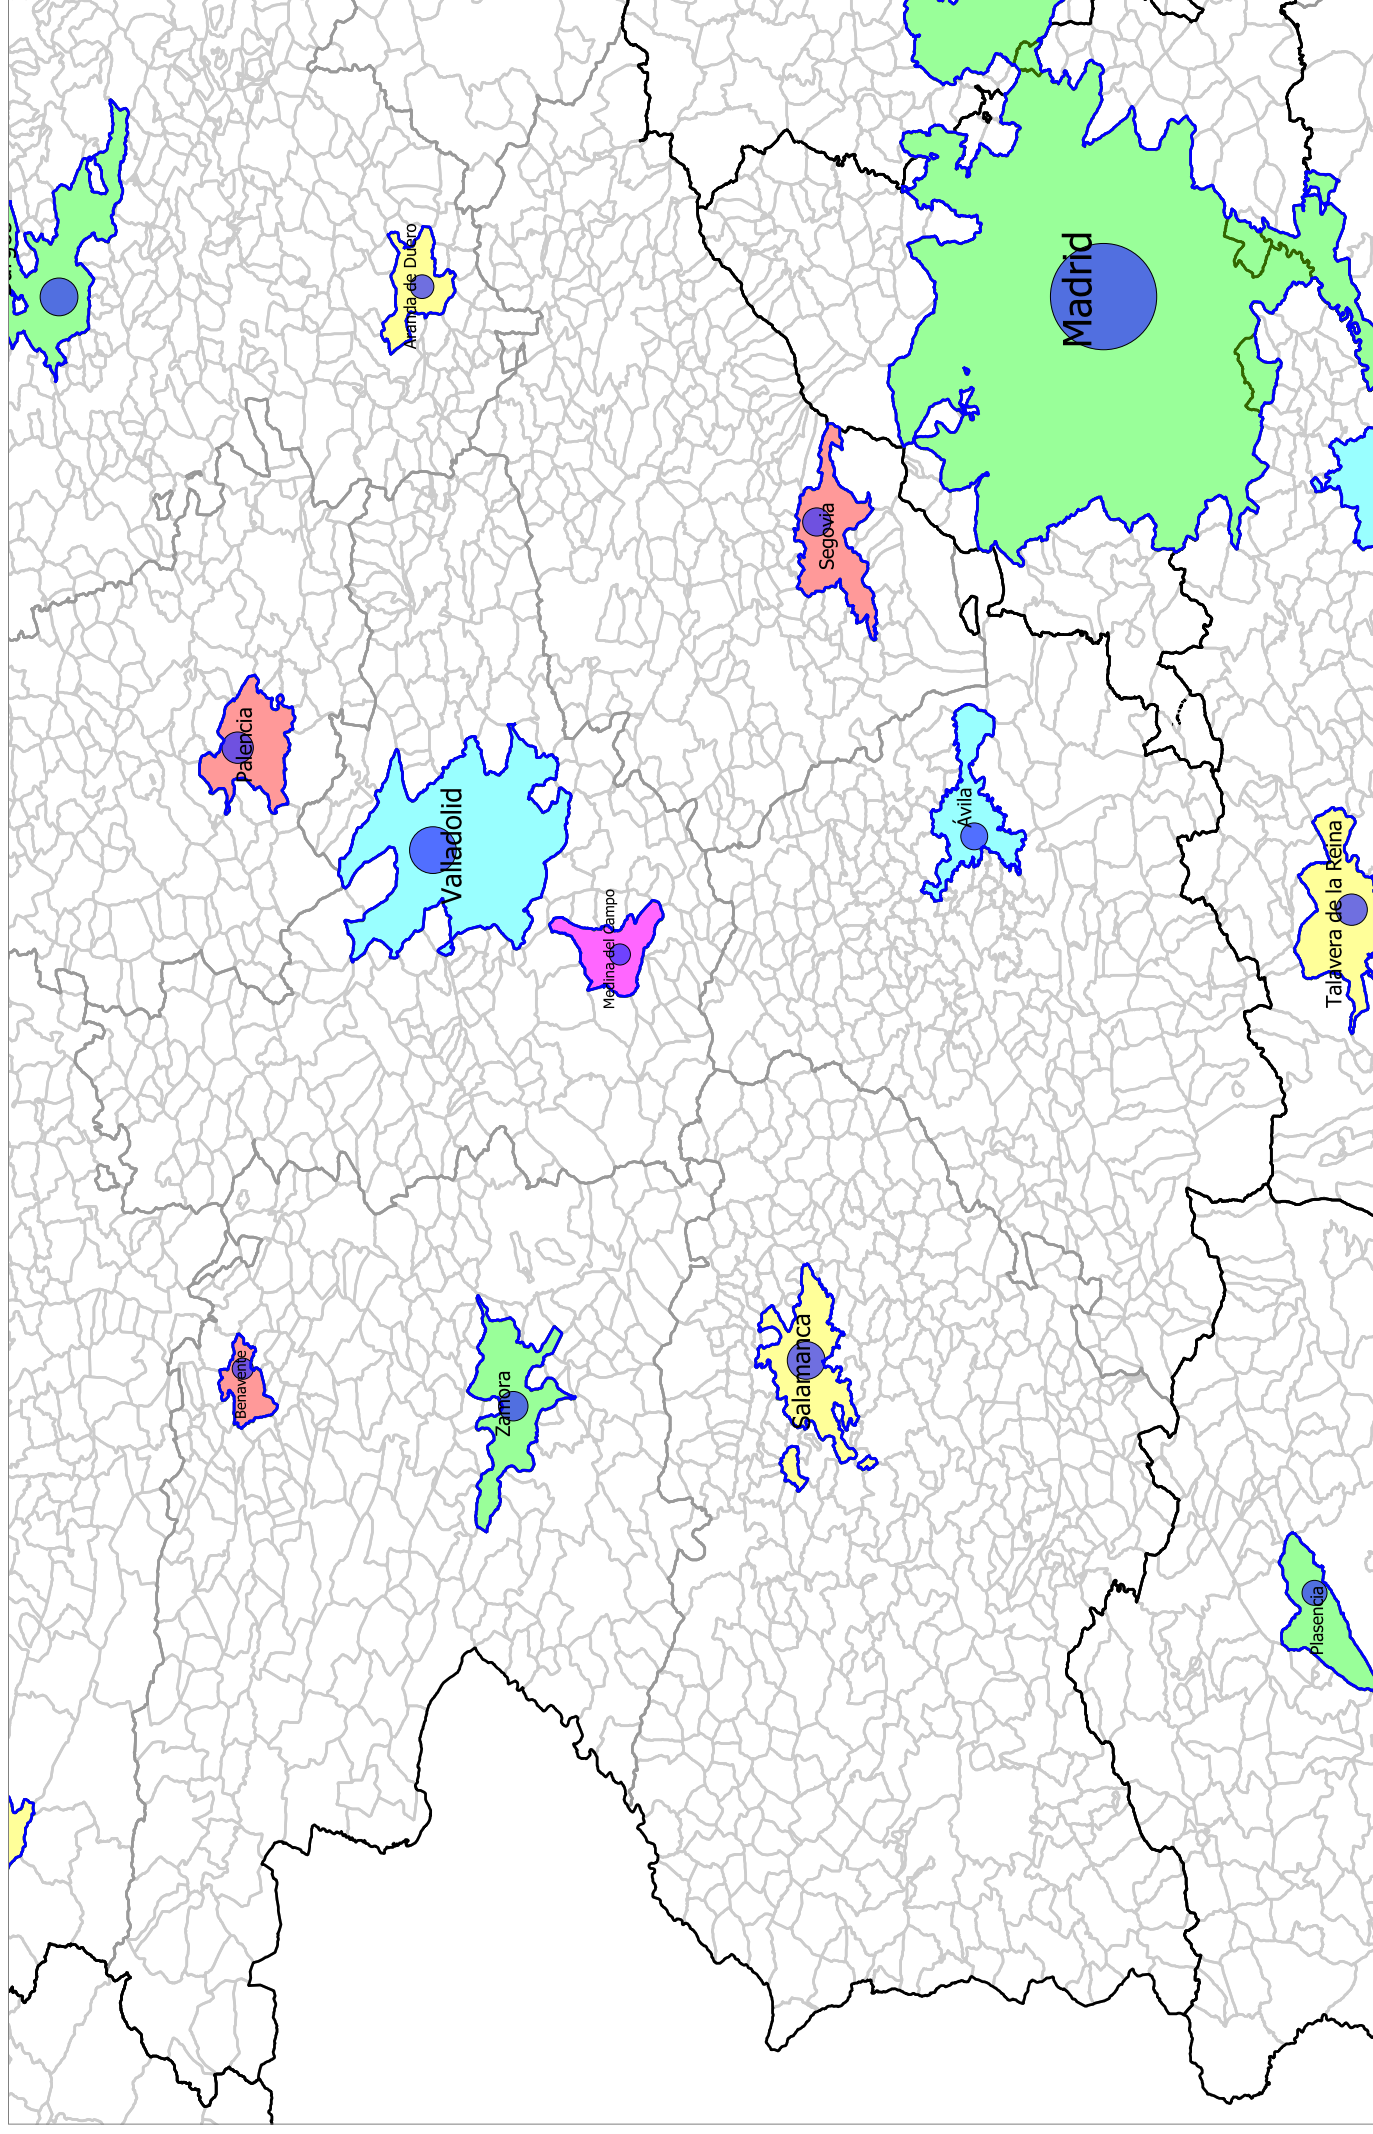 Benavente
Palencia
Aranda de Duero
Valladolid
Zamora
Medina del Campo
Salamanca
Segovia
Ávila
Madrid
Plasencia
Talavera de la Reina